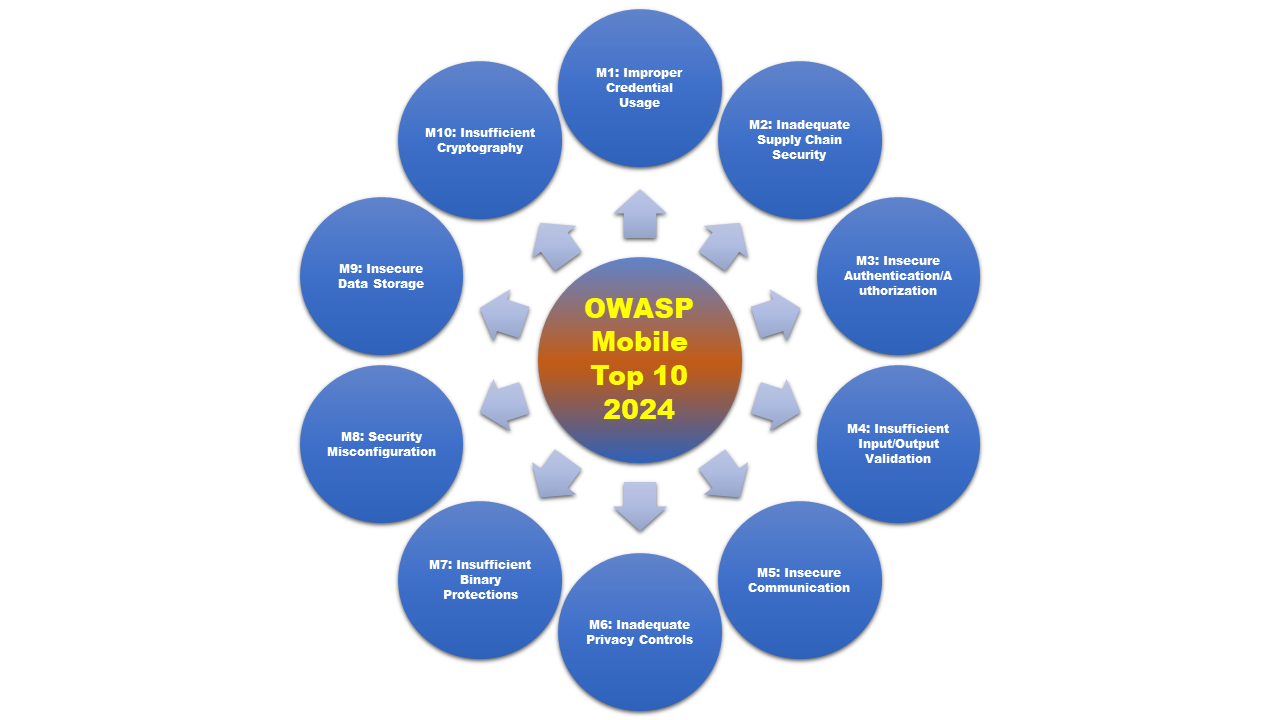 M1: Improper
Credential
Usage
M2: Inadequate
Supply Chain
Security
M3: Insecure
Authentication/A
uthorization
M4: Insufficient
Input/Output
Validation
M5: Insecure
Communication
M6: Inadequate
Privacy Controls
M7: Insufficient
Binary
Protections
M8: Security
Misconfiguration
M9: Insecure
Data Storage
M10: Insufficient
Cryptography
OWASP
Mobile
Top 10
2024